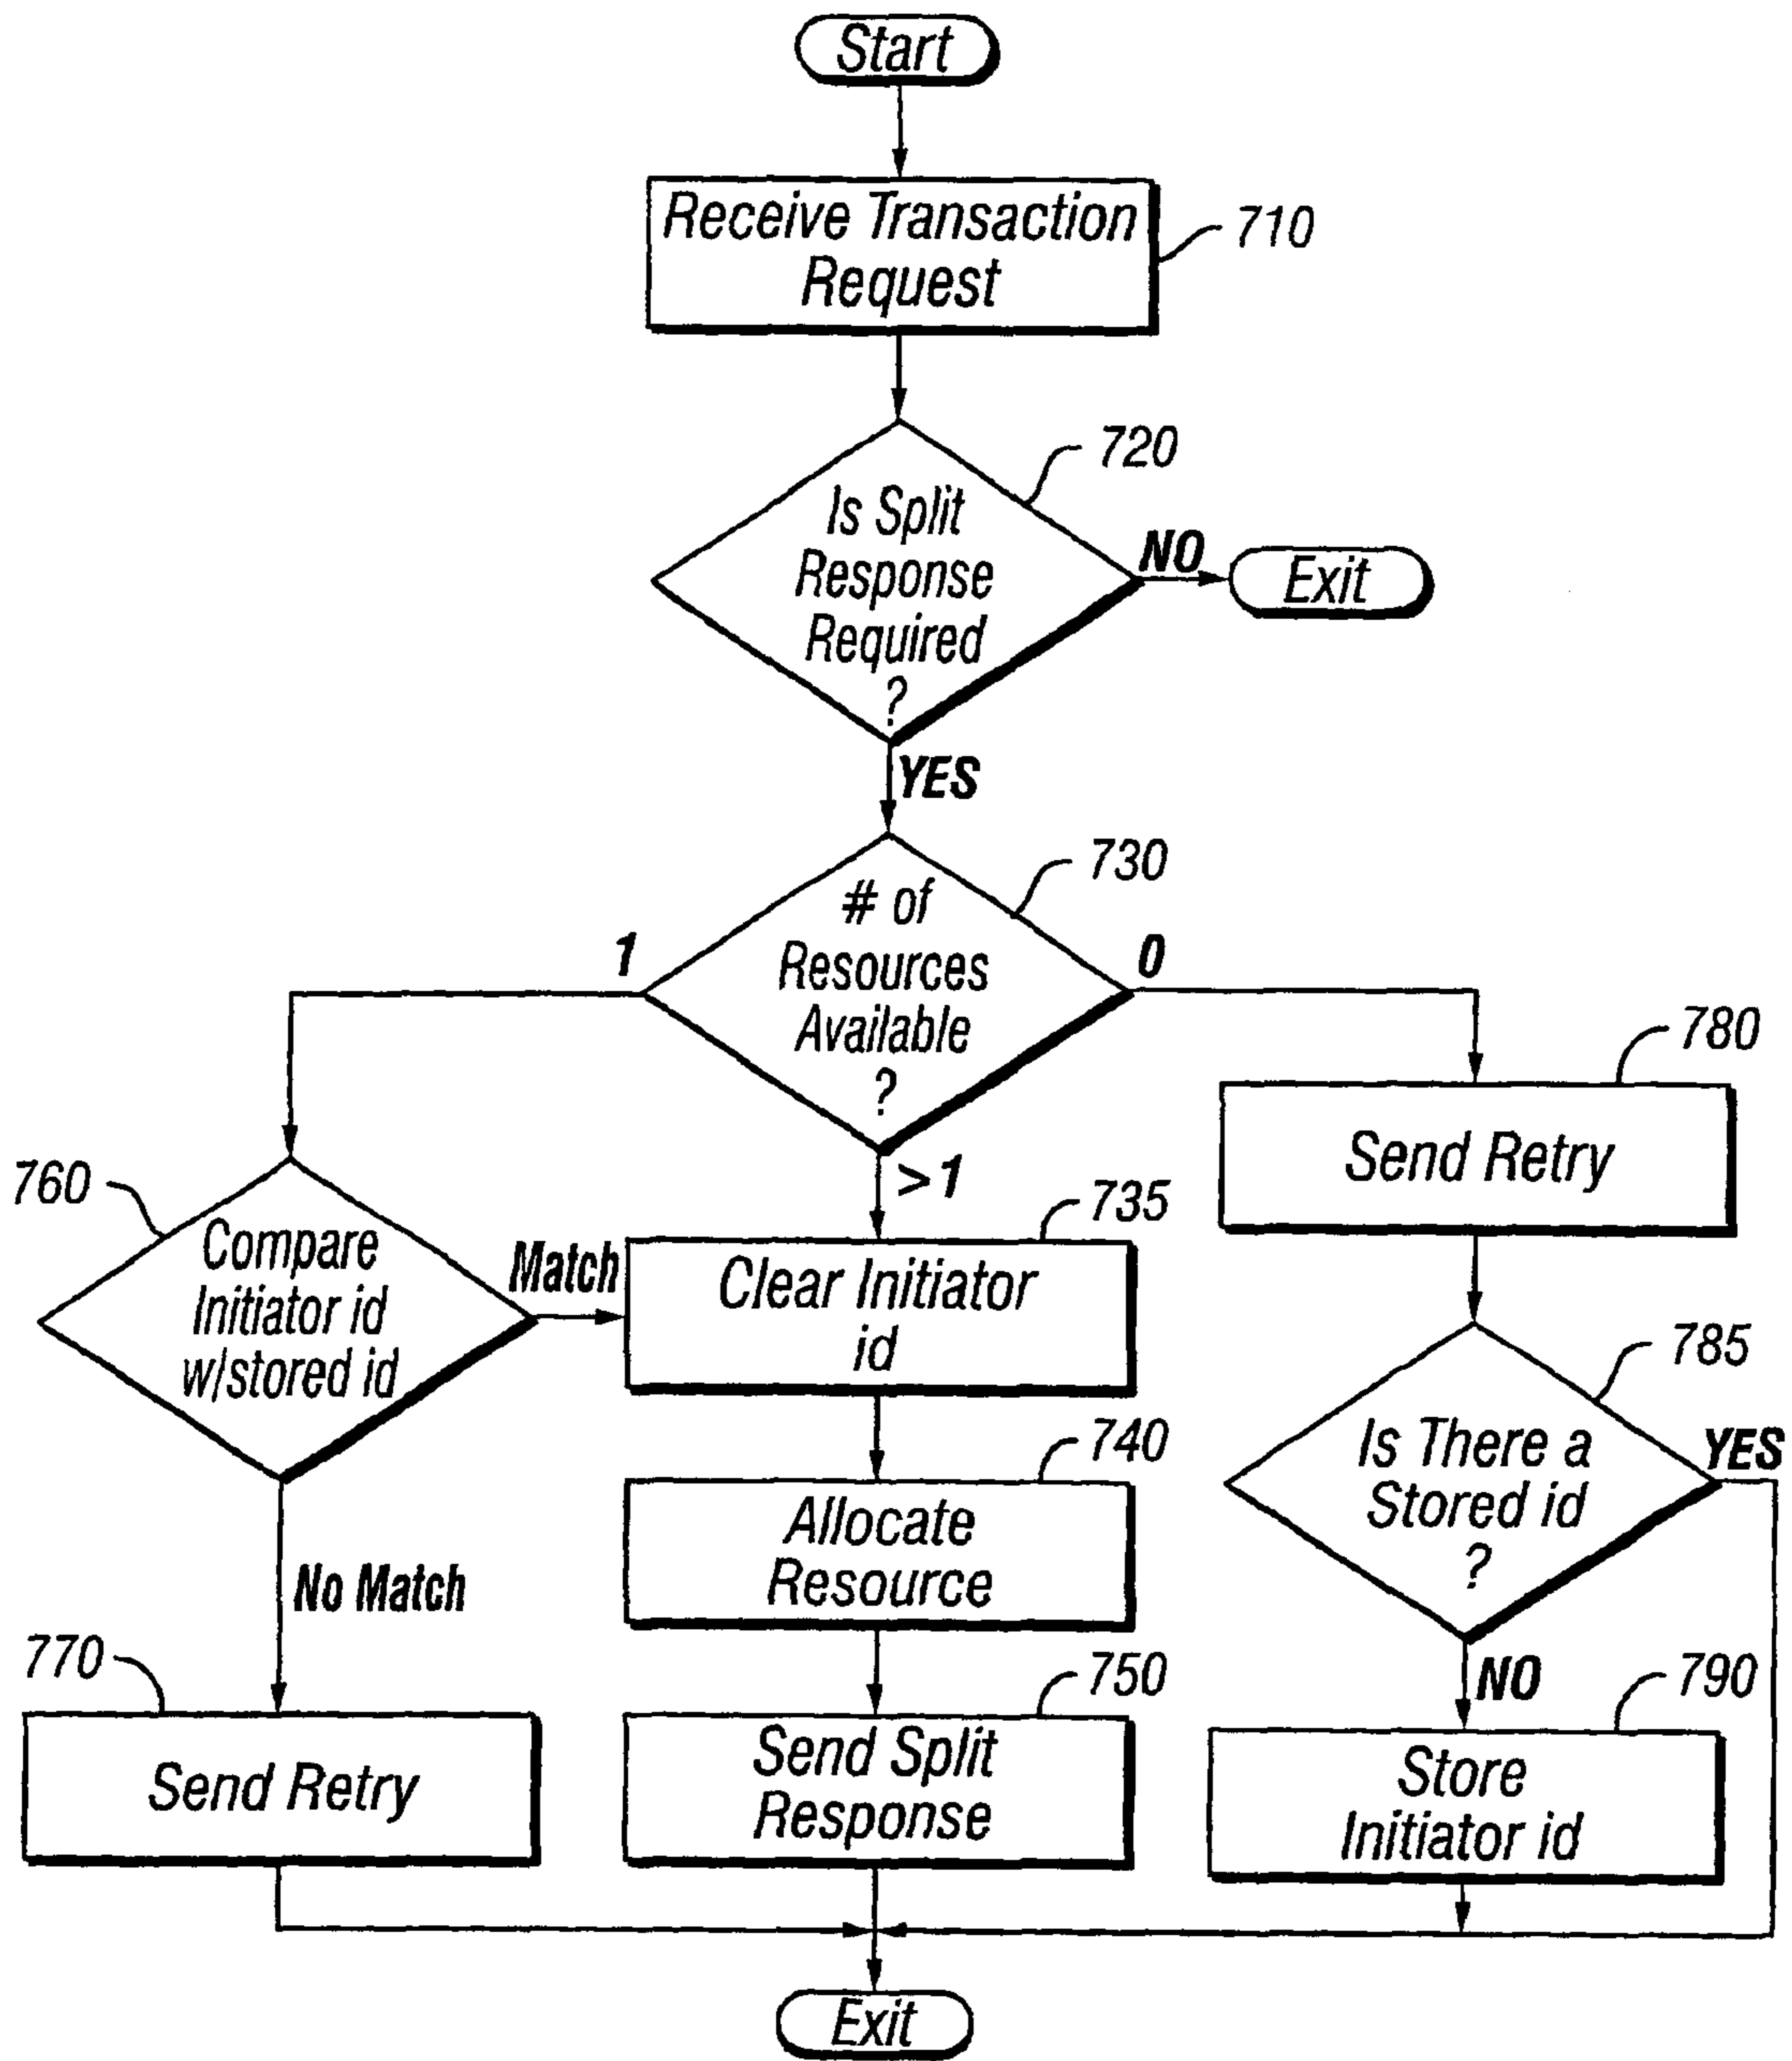 Start
Receive Transaction
Request
710
720
Is Split
Response
Required
?
NO
Exit
YES
730
# of
Resources
Available
?
1
0
>1
780
Send Retry
760
Compare
Initiator id
w/stored id
Match
735
Clear Initiator
id
785
Is There a
Stored id
?
YES
740
Allocate
Resource
No Match
770
Send Retry
750
Send Split
Response
NO
790
Store
Initiator id
Exit